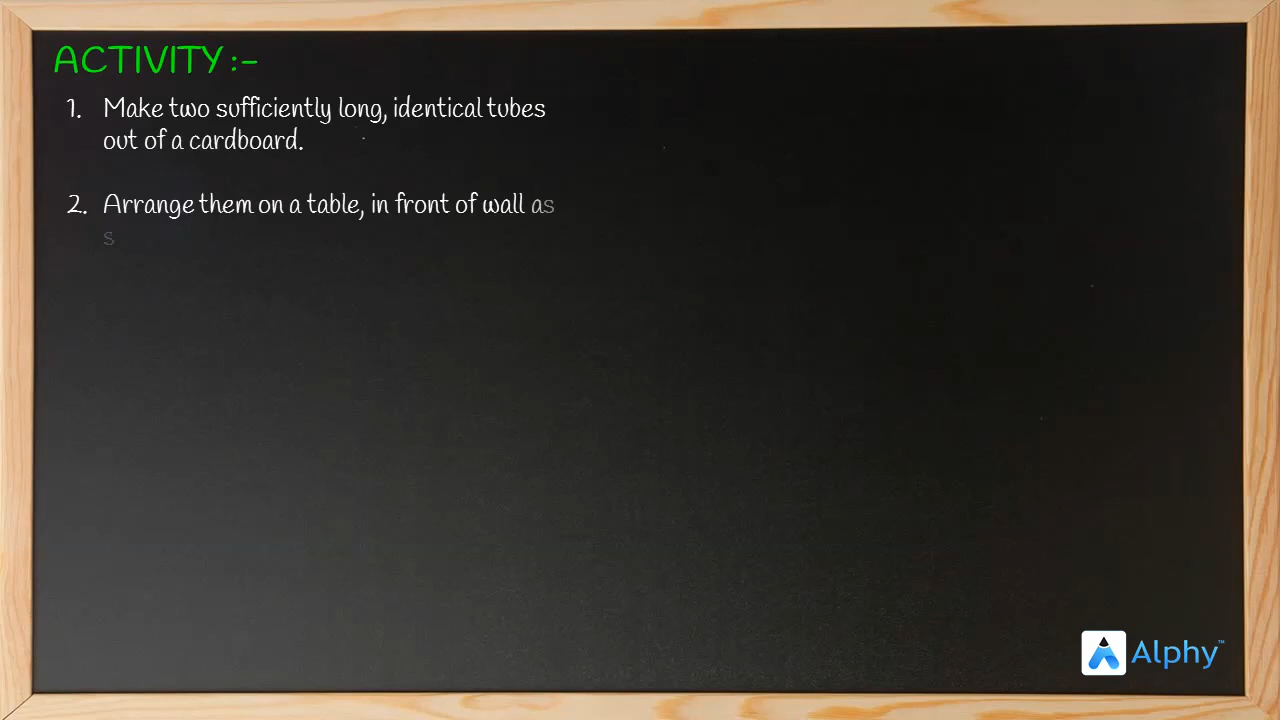 ACTIVITY :-
1. Make two sufficiently long, identical tubes
out of a cardboard.
2. Arrange them on a table, in front of wall as
s
Alphy™